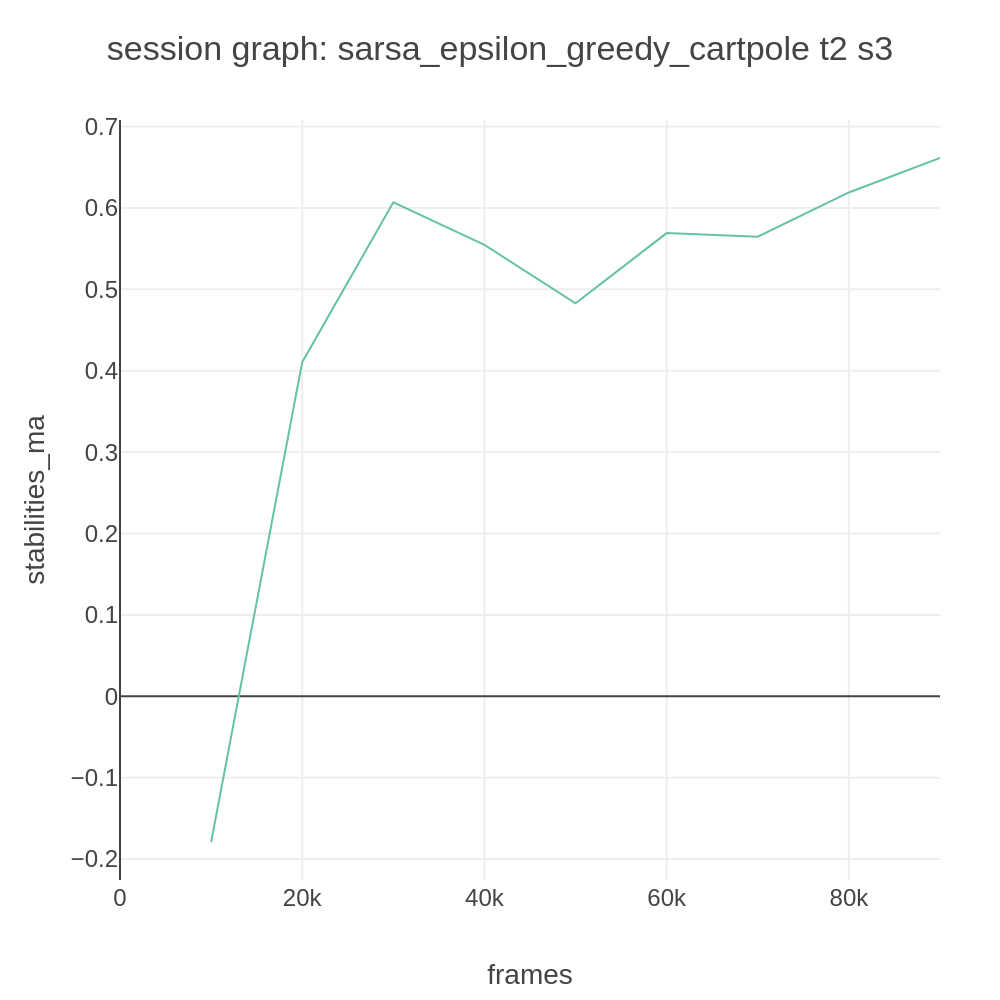 session graph: sarsa_epsilon_greedy_cartpole t2 s3
0.7
0.6
0.5
0.4
0.3
0.2
0.1
0
−0.1
−0.2
stabilities_ma
0 20k 40k 60k 80k
frames